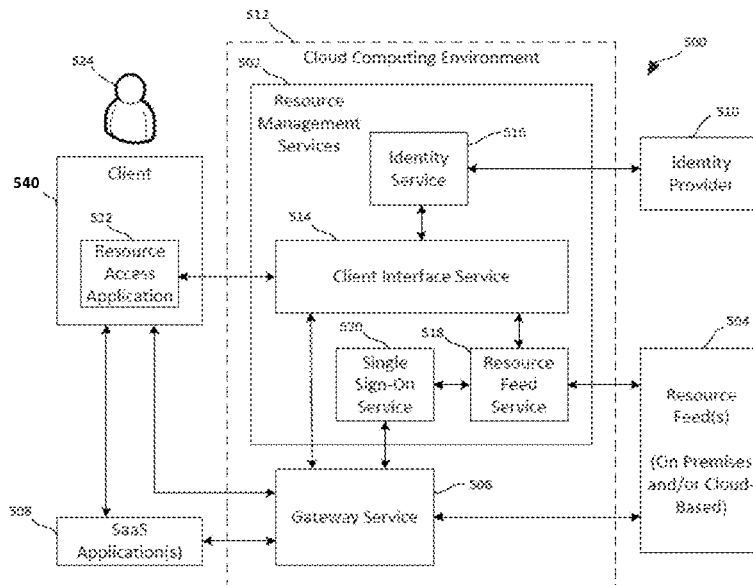 512
Cloud Computing Environment
500
524
502
Resource
Management
Services
516
510
Identity
Service
Identity
Provider
Client
540
522
Resource
Access
Application
514
Client Interface Service
520
518
504
Single
Sign-On
Service
Resource
Feed
Service
Resource
Feed(s)
(On Premises
and/or Cloud-
Based)
508
SaaS
Application(s)
506
Gateway Service